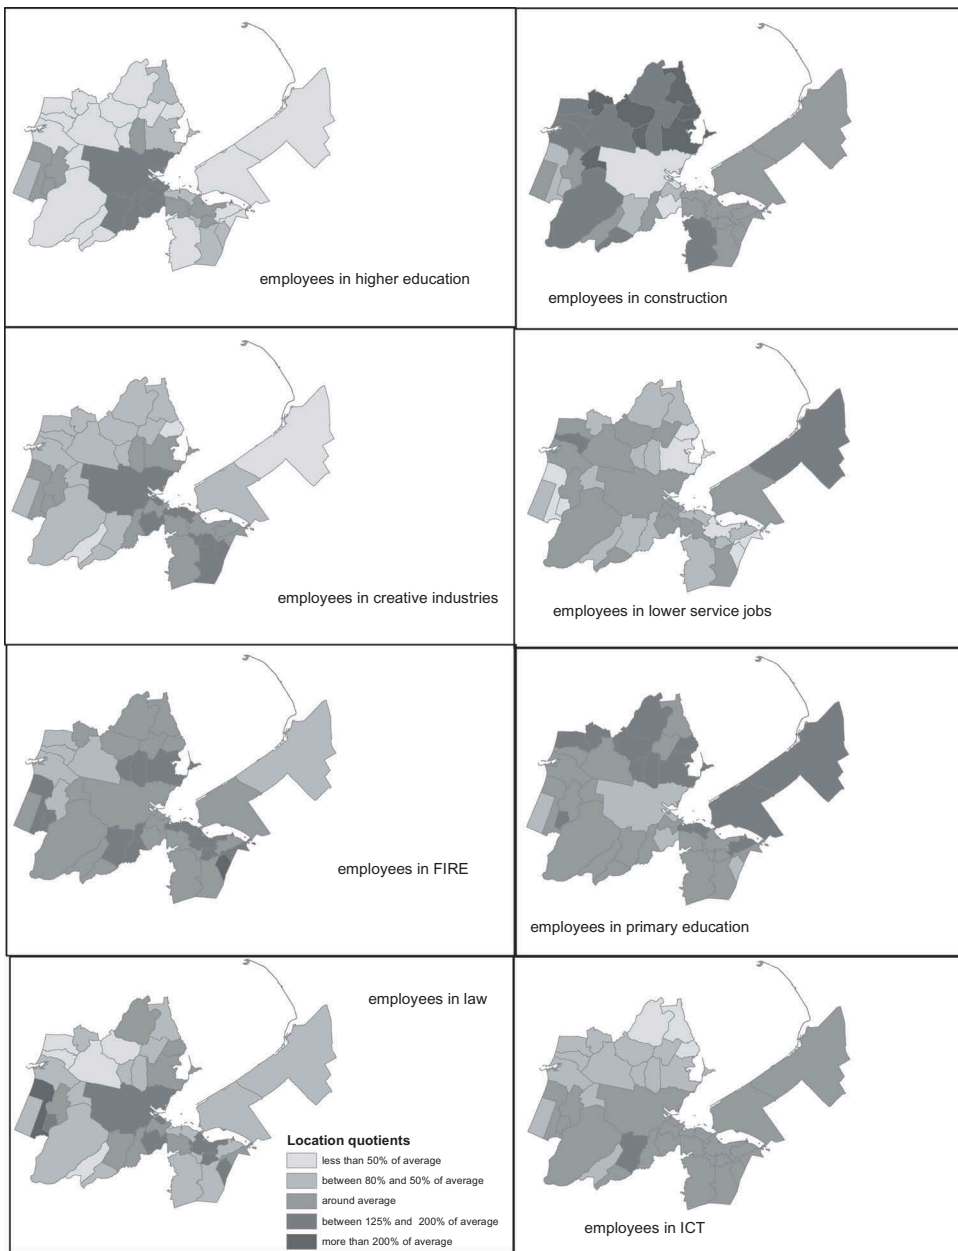 employees in higher education
employees in construction
employees in creative industries
employees in lower service jobs
employees in FIRE
employees in primary education
employees in law
Location quotients
less than 50% of average
between 80% and 50% of average
around average
between 125% and 200% of average
more than 200% of average
employees in ICT